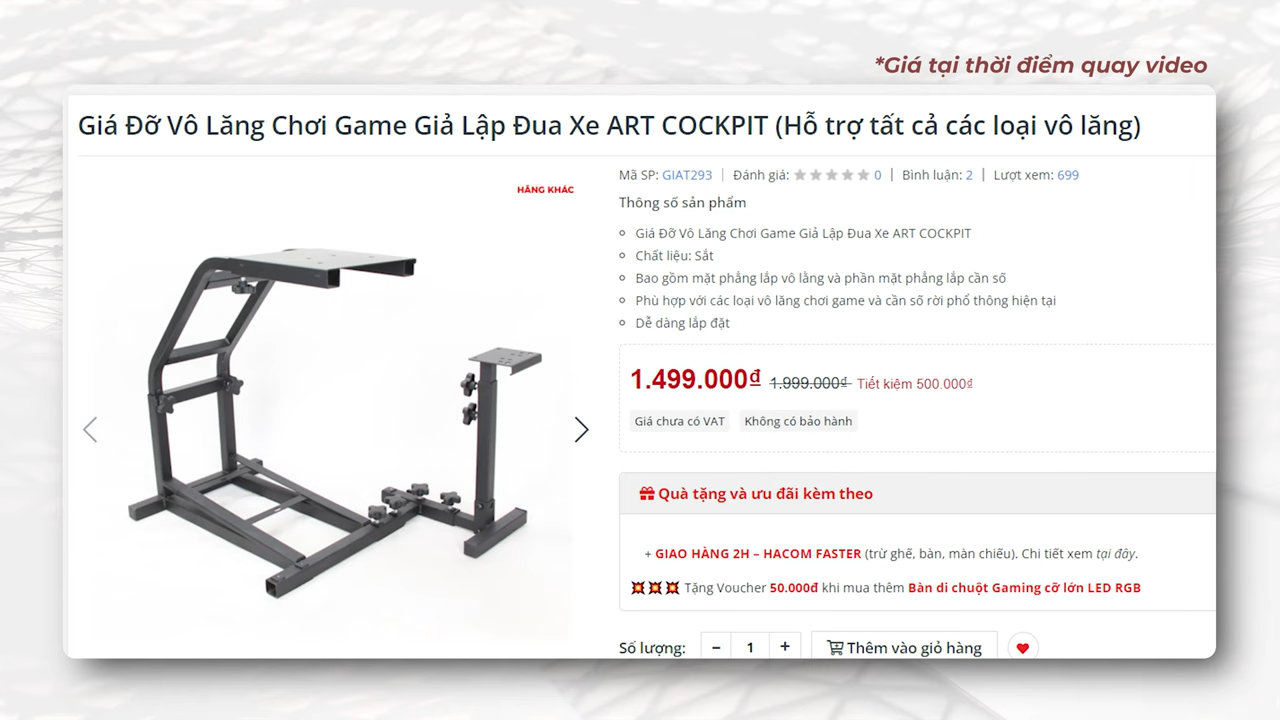 *Giá tại thời điểm quay video
Giá Đỡ Vô Lăng Chơi Game Giả Lập Đua Xe ART COCKPIT (Hỗ trợ tất cả các loại vô lăng)
HÃNG KHÁC
Mã SP: GIAT293 | Đánh giá: 0 | Bình luận: 2 | Lượt xem: 699
Thông số sản phẩm
Giá Đỡ Vô Lăng Chơi Game Giả Lập Đua Xe ART COCKPIT
Chất liệu: Sắt
Bao gồm mặt phẳng lắp vô lằng và phần mặt phẳng lắp cần số
Phù hợp với các loại vô lăng chơi game và cần số rời phổ thông hiện tại
Dễ dàng lắp đặt
1.499.000₫ 1.999.000₫ Tiết kiệm 500.000₫
Giá chưa có VAT Không có bảo hành
Quà tặng và ưu đãi kèm theo
+ GIAO HÀNG 2H – HACOM FASTER (trừ ghế, bàn, màn chiếu). Chi tiết xem tại đây.
💥💥💥 Tặng Voucher 50.000đ khi mua thêm Bàn di chuột Gaming cỡ lớn LED RGB
Số lượng: − 1 + Thêm vào giỏ hàng